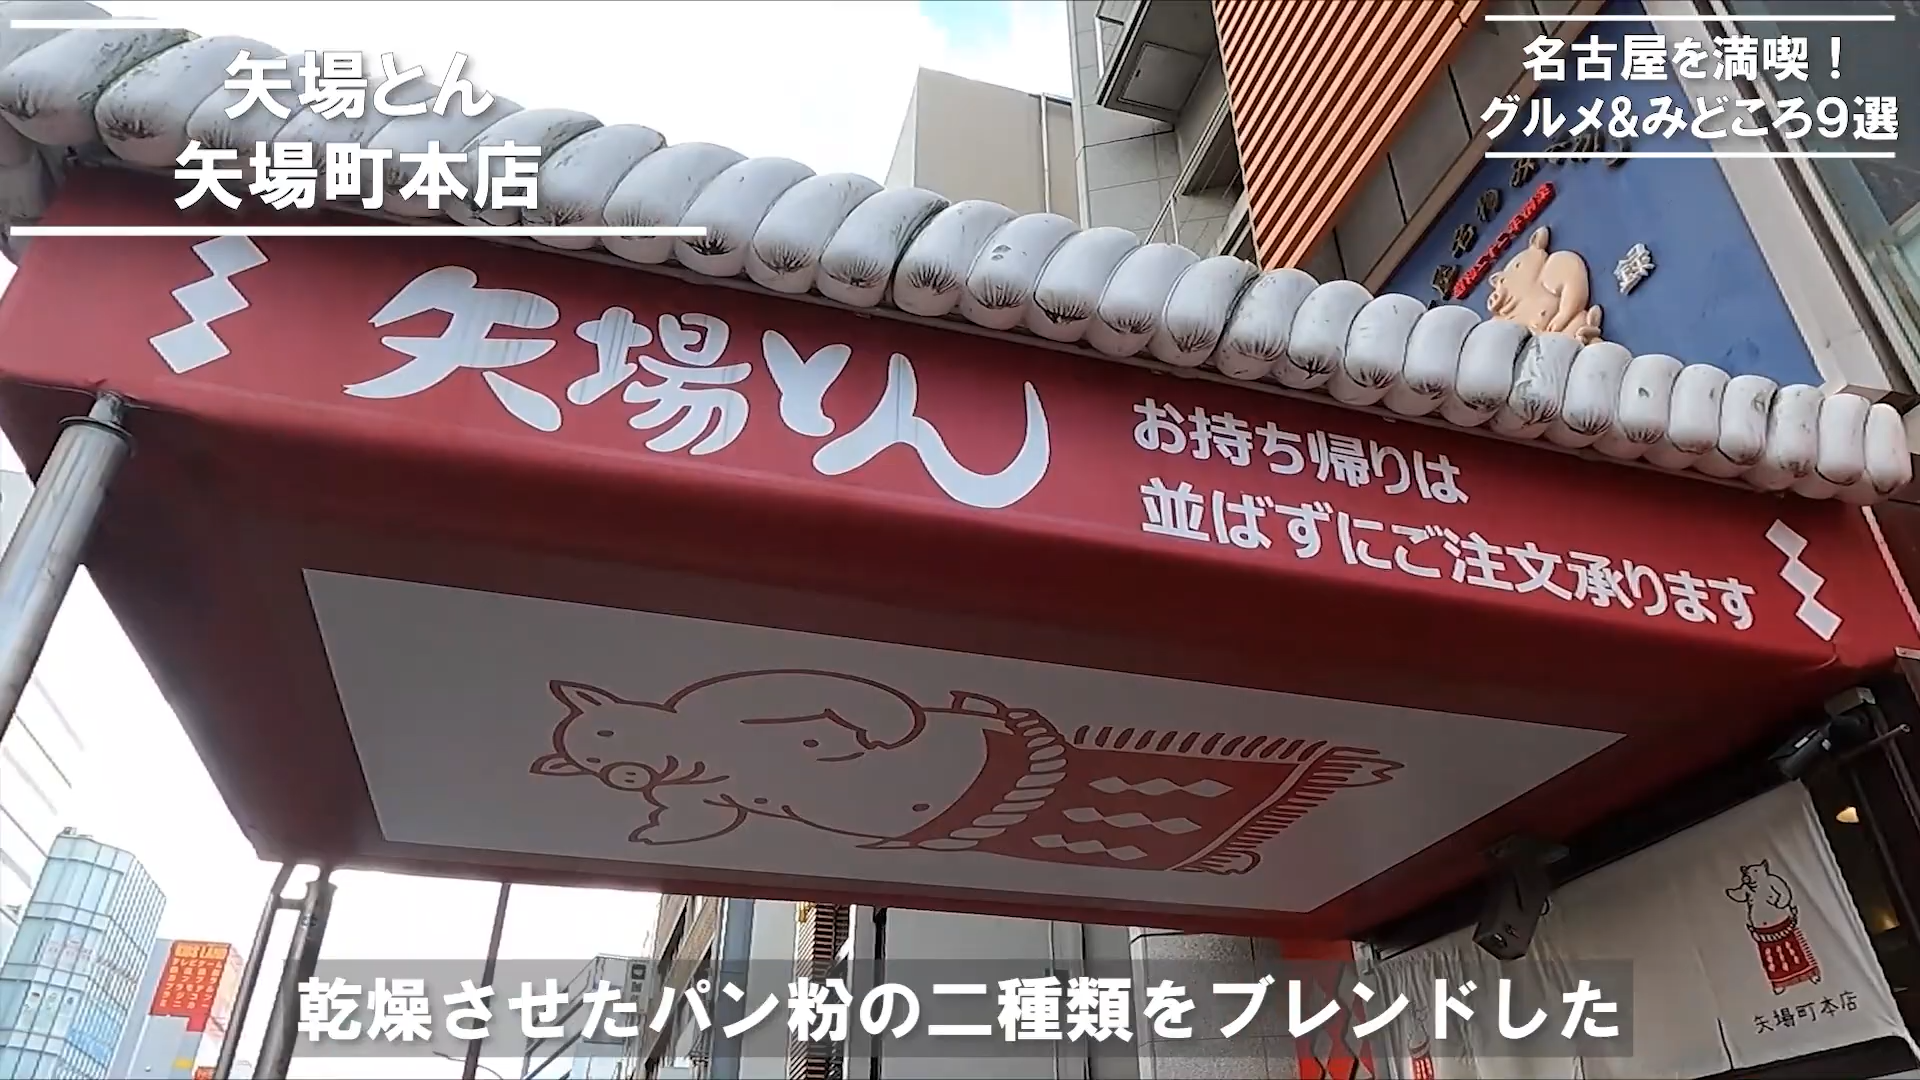 矢場とん
矢場町本店
名古屋を満喫！
グルメ&みどころ9選
矢場とん
お持ち帰りは
並ばずにご注文承ります
矢場町本店
乾燥させたパン粉の二種類をブレンドした